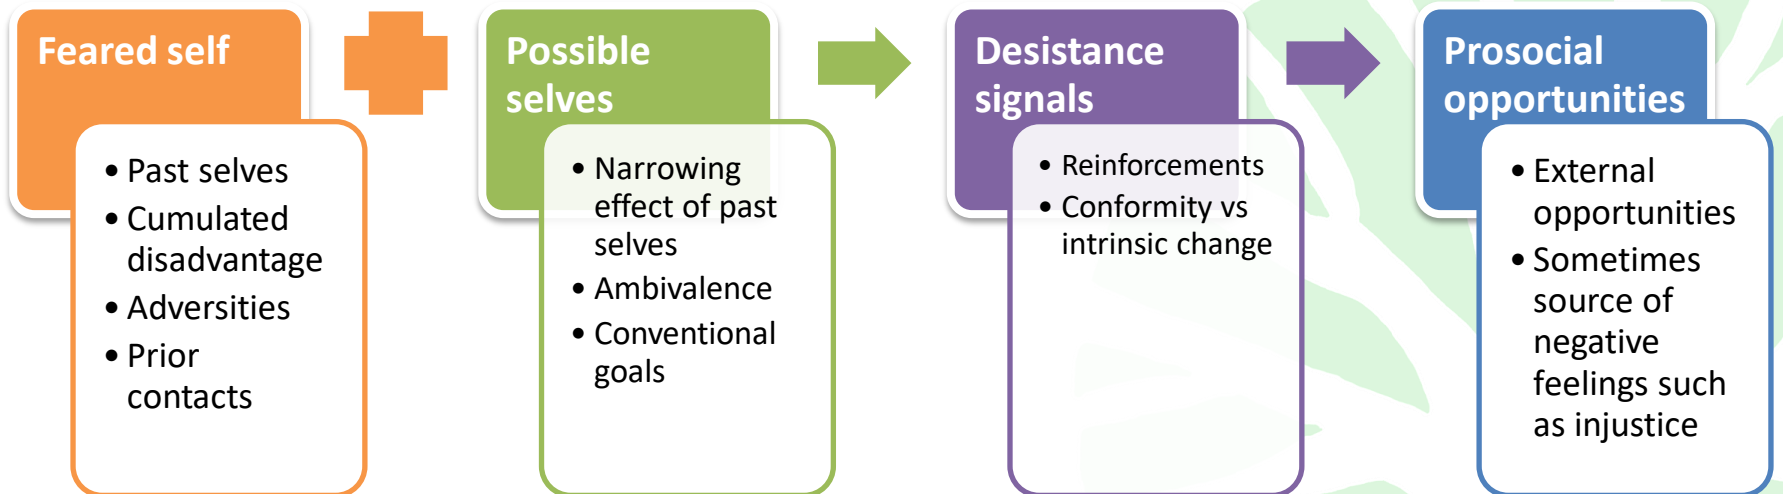 Feared self
• Past selves
• Cumulated
disadvantage
• Adversities
• Prior
contacts
Possible
selves
• Narrowing
effect of past
selves
• Ambivalence
• Conventional
goals
Desistance
signals
• Reinforcements
• Conformity vs
intrinsic change
Prosocial
opportunities
• External
opportunities
• Sometimes
source of
negative
feelings such
as injustice